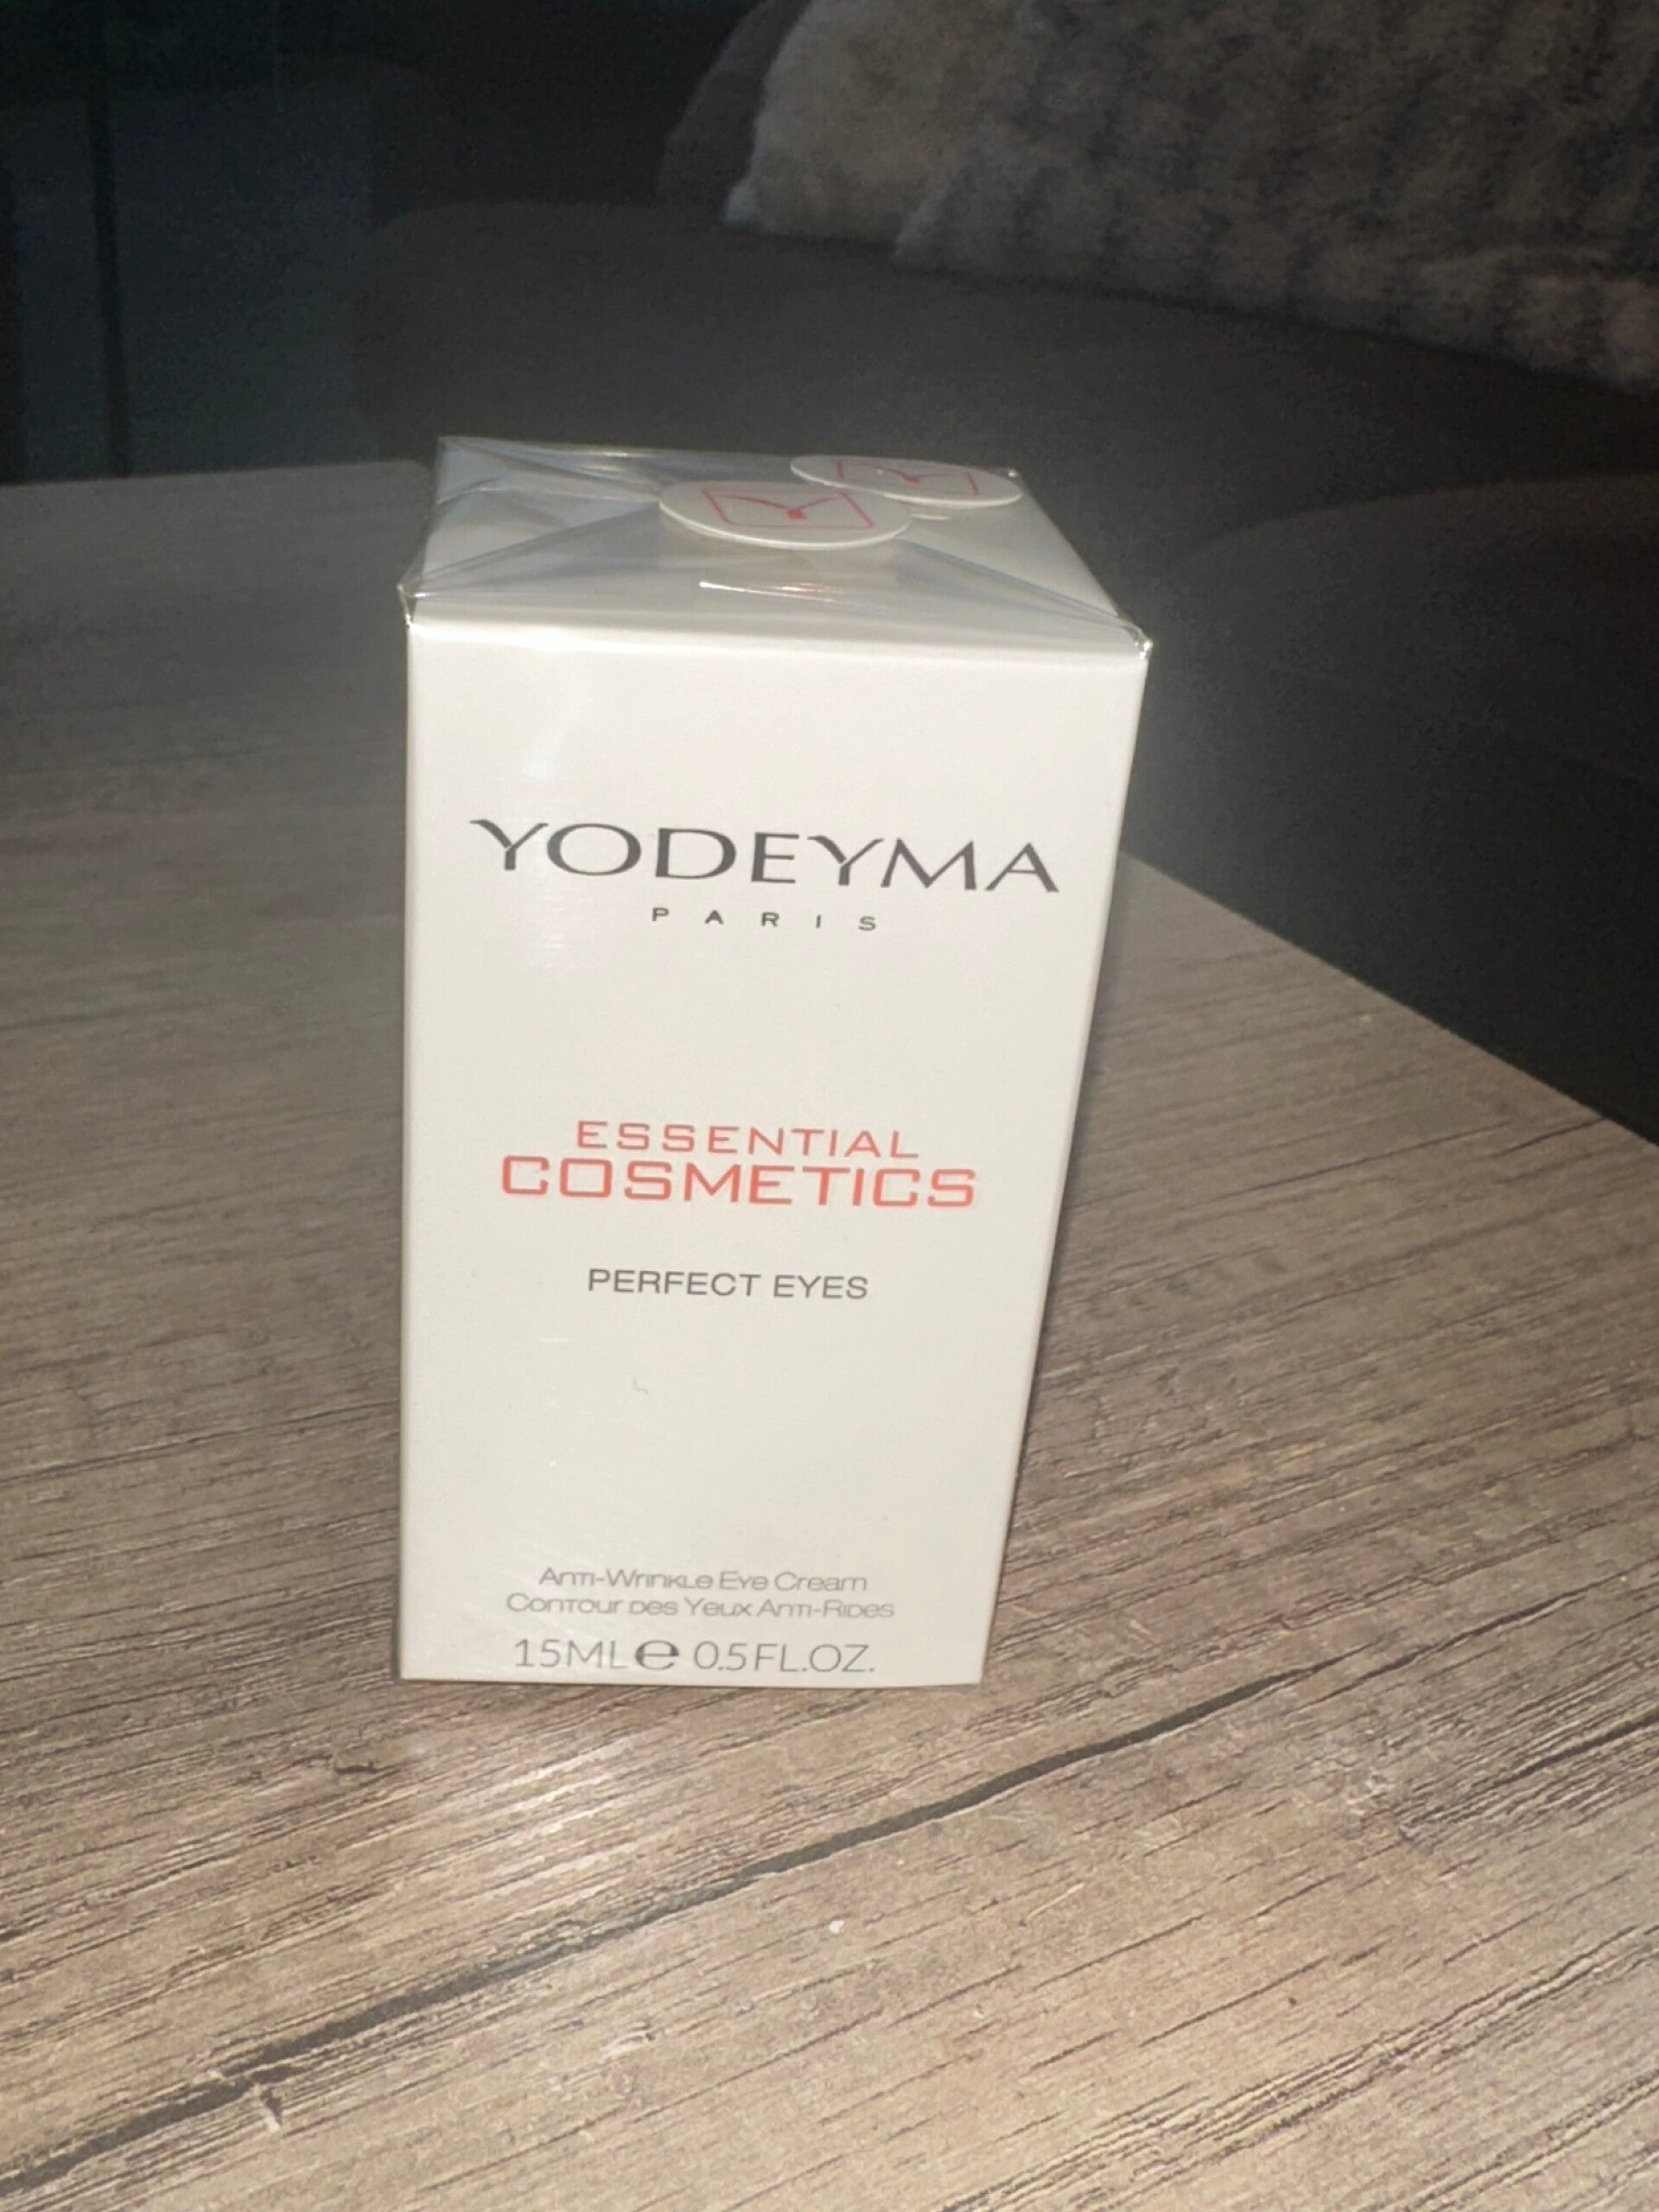 Y
Y
YODEYMA
PARIS
ESSENTIAL
COSMETICS
PERFECT EYES
Anti-Wrinkle Eye Cream
Contour des Yeux Anti-Rides
15ML e 0.5FL.OZ.